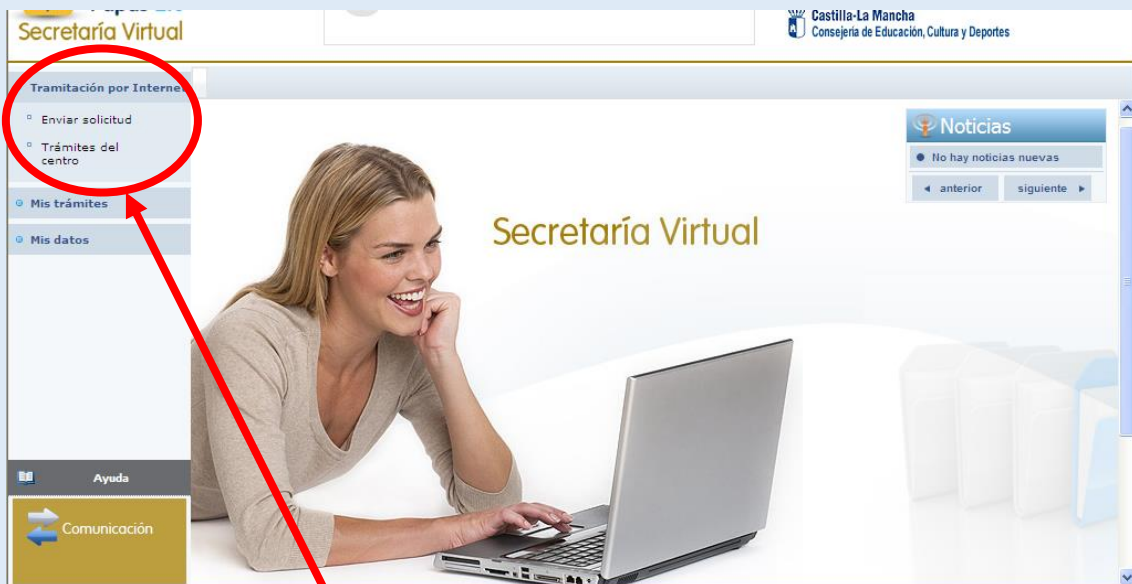 Secretaría Virtual
Castilla-La Mancha
Consejería de Educación, Cultura y Deportes
Tramitación por Internet
Enviar solicitud
Trámites del
centro
Mis trámites
Mis datos
Noticias
No hay noticias nuevas
anterior siguiente
Secretaría Virtual
Ayuda
Comunicación